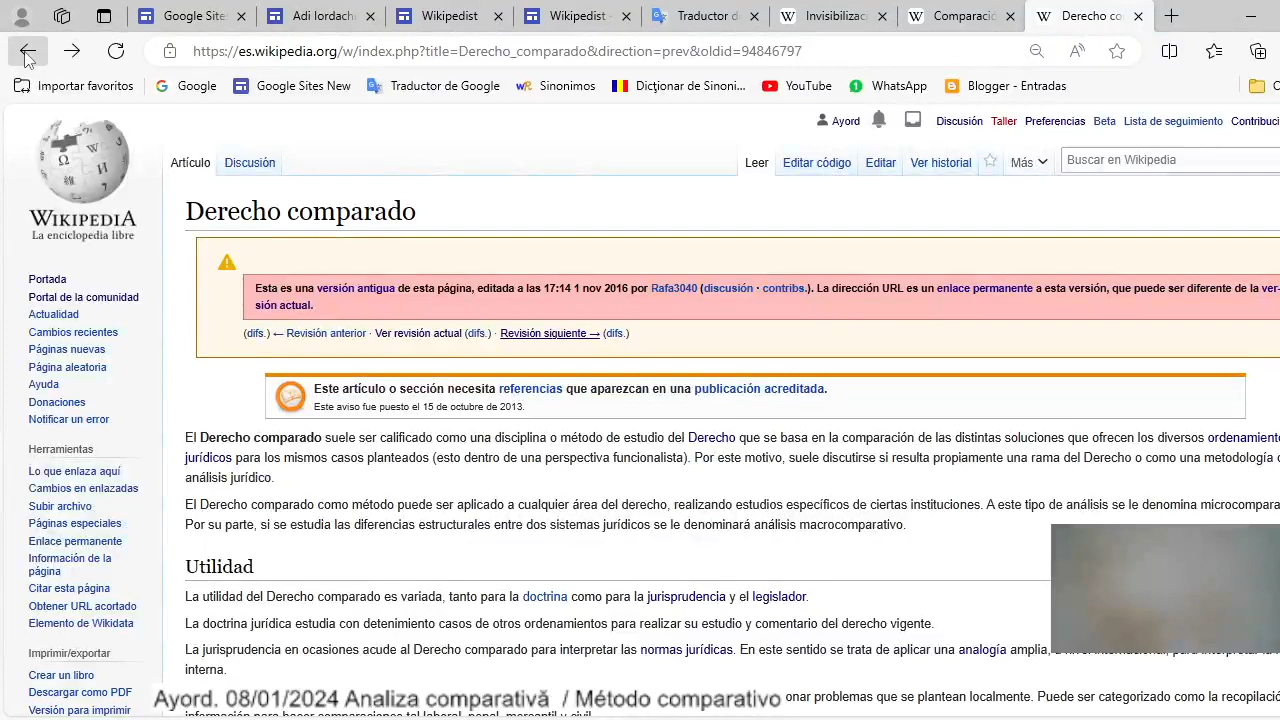 Google Site
Adi Iordach
Wikipedist
Wikipedist -
Traductor d
Invisibilizac
Comparació
Derecho com
https://es.wikipedia.org/w/index.php?title=Derecho_comparado&direction=prev&oldid=94846797
Importar favoritos
Google
Google Sites New
Traductor de Google
Sinonimos
Dicționar de Sinoni...
YouTube
WhatsApp
Blogger - Entradas
Ayord
Discusión
Taller
Preferencias
Beta
Lista de seguimiento
Contribuci
Artículo
Discusión
Leer
Editar código
Editar
Ver historial
Más
Buscar en Wikipedia
WIKIPEDIA
La enciclopedia libre
Portada
Portal de la comunidad
Actualidad
Cambios recientes
Páginas nuevas
Página aleatoria
Ayuda
Donaciones
Notificar un error
Herramientas
Lo que enlaza aquí
Cambios en enlazadas
Subir archivo
Páginas especiales
Enlace permanente
Información de la
página
Citar esta página
Obtener URL acortado
Elemento de Wikidata
Imprimir/exportar
Crear un libro
Descargar como PDF
Versión para imprimir
Derecho comparado
Esta es una versión antigua de esta página, editada a las 17:14 1 nov 2016 por Rafa3040 (discusión · contribs.). La dirección URL es un enlace permanente a esta versión, que puede ser diferente de la ver-
sión actual.
(difs.) ← Revisión anterior · Ver revisión actual (difs.) · Revisión siguiente → (difs.)
Este artículo o sección necesita referencias que aparezcan en una publicación acreditada.
Este aviso fue puesto el 15 de octubre de 2013.
El Derecho comparado suele ser calificado como una disciplina o método de estudio del Derecho que se basa en la comparación de las distintas soluciones que ofrecen los diversos ordenamiento
jurídicos para los mismos casos planteados (esto dentro de una perspectiva funcionalista). Por este motivo, suele discutirse si resulta propiamente una rama del Derecho o como una metodología d
análisis jurídico.
El Derecho comparado como método puede ser aplicado a cualquier área del derecho, realizando estudios específicos de ciertas instituciones. A este tipo de análisis se le denomina microcompara
Por su parte, si se estudia las diferencias estructurales entre dos sistemas jurídicos se le denominará análisis macrocomparativo.
Utilidad
La utilidad del Derecho comparado es variada, tanto para la doctrina como para la jurisprudencia y el legislador.
La doctrina jurídica estudia con detenimiento casos de otros ordenamientos para realizar su estudio y comentario del derecho vigente.
La jurisprudencia en ocasiones acude al Derecho comparado para interpretar las normas jurídicas. En este sentido se trata de aplicar una analogía amplia,
interna.
onar problemas que se plantean localmente. Puede ser categorizado como la recopilació
Ayord. 08/01/2024 Analiza comparativă / Método comparativo